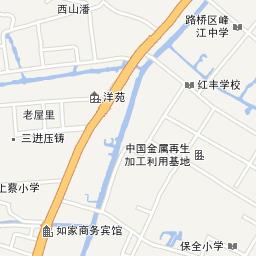 西山潘
路桥区峰
江中学
红丰学校
洋苑
老屋里
三进压铸
中国金属再生
加工利用基地
上蔡小学
如家商务宾馆
保全小学